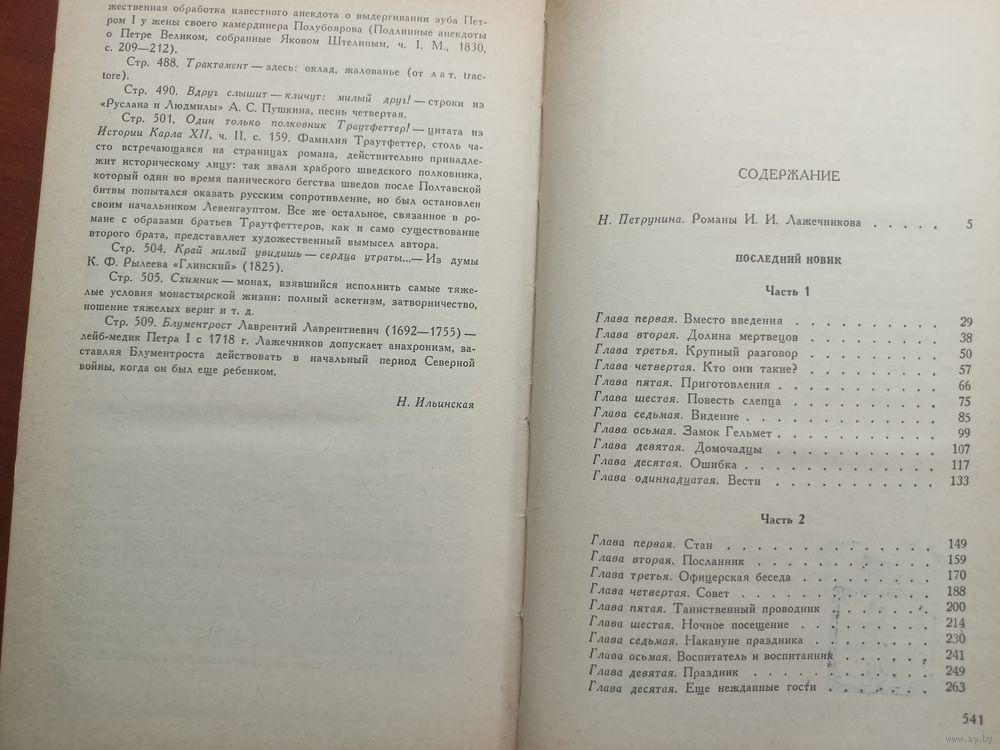 жественная обработка известного анекдота о выдергивании зуба Пет-
ром I у жены своего камердинера Полубоярова (Подлинные анекдоты
о Петре Великом, собранные Яковом Штелиным, ч. I. М., 1830,
с. 209—212).
Стр. 488. Трактамент — здесь: оклад, жалованье (от лат. trac-
tore).
Стр. 490. Вдруг слышит — кличут: милый друг! — строки из
«Руслана и Людмилы» А. С. Пушкина, песнь четвертая.
Стр. 501. Один только полковник Траутфеттер! — цитата из
Истории Карла XII, ч. II, с. 159. Фамилия Траутфеттер, столь ча-
сто встречающаяся на страницах романа, действительно принадле-
жит историческому лицу: так звали храброго шведского полковника,
который один во время панического бегства шведов после Полтавской
битвы попытался оказать русским сопротивление, но был остановлен
своим начальником Левенгауптом. Все же остальное, связанное в ро-
мане с образами братьев Траутфеттеров, как и само существование
второго брата, представляет художественный вымысел автора.
Стр. 504. Край милый увидишь — сердца утраты...— Из думы
К. Ф. Рылеева «Глинский» (1825).
Стр. 505. Схимник — монах, взявшийся исполнить самые тяже-
лые условия монастырской жизни: полный аскетизм, затворничество,
ношение тяжелых вериг и т. д.
Стр. 509. Блументрост Лаврентий Лаврентиевич (1692—1755) —
лейб-медик Петра I с 1718 г. Лажечников допускает анахронизм, за-
ставляя Блументроста действовать в начальный период Северной
войны, когда он был еще ребенком.
Н. Ильинская
СОДЕРЖАНИЕ
Н. Петрунина. Романы И. И. Лажечникова . . . . . 5
ПОСЛЕДНИЙ НОВИК
Часть 1
Глава первая. Вместо введения . . . . . . . . . 29
Глава вторая. Долина мертвецов . . . . . . . . 38
Глава третья. Крупный разговор . . . . . . . . 50
Глава четвертая. Кто они такие? . . . . . . . . 57
Глава пятая. Приготовления . . . . . . . . . . 66
Глава шестая. Повесть слепца . . . . . . . . . 75
Глава седьмая. Видение . . . . . . . . . . . 85
Глава осьмая. Замок Гельмет . . . . . . . . . . 99
Глава девятая. Домочадцы . . . . . . . . . . 107
Глава десятая. Ошибка . . . . . . . . . . . . 117
Глава одиннадцатая. Вести . . . . . . . . . . 133
Часть 2
Глава первая. Стан . . . . . . . . . . . . . 149
Глава вторая. Посланник . . . . . . . . . . . 159
Глава третья. Офицерская беседа . . . . . . . . 170
Глава четвертая. Совет . . . . . . . . . . . 188
Глава пятая. Таинственный проводник . . . . . . . 200
Глава шестая. Ночное посещение . . . . . . . . 214
Глава седьмая. Накануне праздника . . . . . . . 230
Глава осьмая. Воспитатель и воспитанник . . . . . . 241
Глава девятая. Праздник . . . . . . . . . . . 249
Глава десятая. Еще нежданные гости . . . . . . . 263
541
www.ay.by